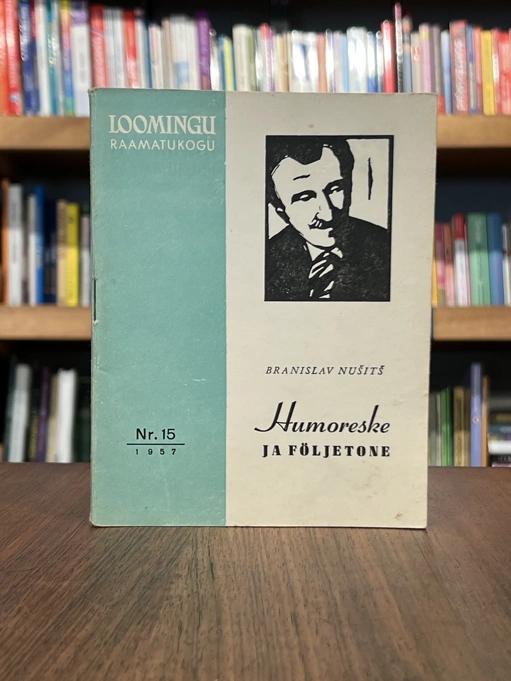 LOOMINGU
RAAMATUKOGU
BRANISLAV NUŠITŠ
Humoreske
JA FÖLJETONE
Nr. 15
1957